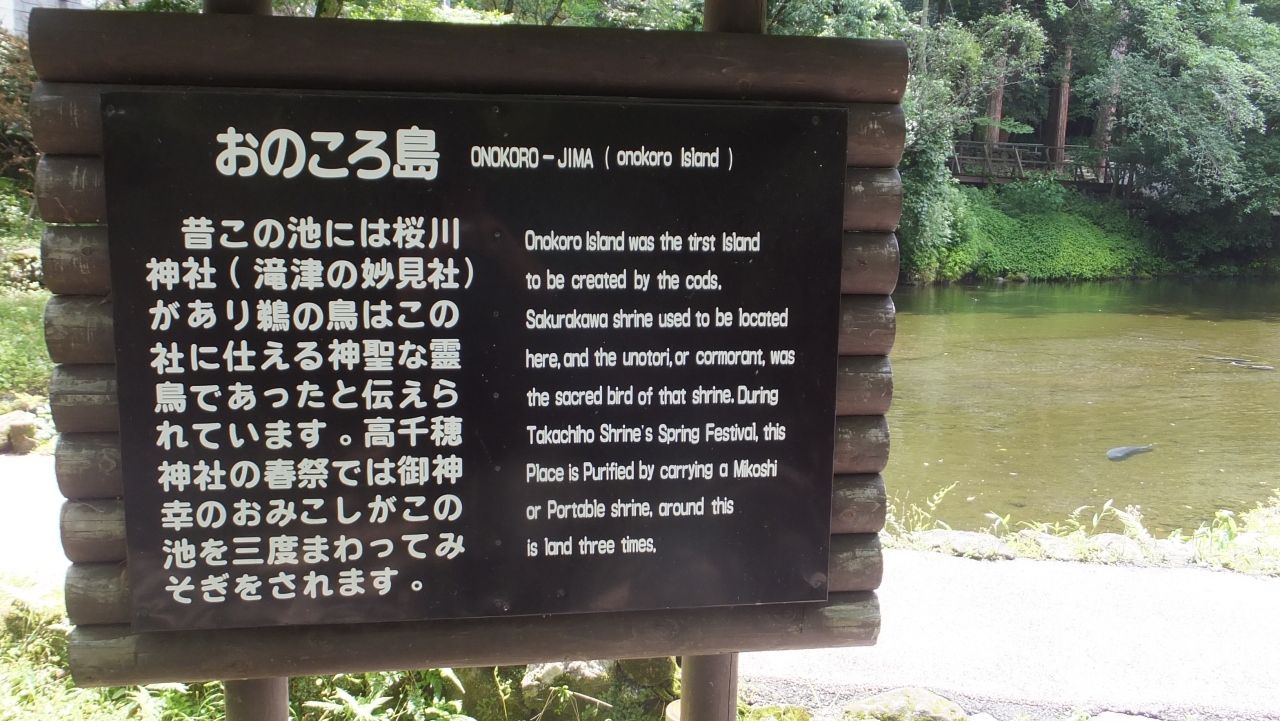 おのころ島 ONOKORO-JIMA ( onokoro Island )
昔この池には桜川
神社(滝津の妙見社)
があり鵜の鳥はこの
社に仕える神聖な靈
鳥であったと伝えら
れています。高千穂
神社の春祭では御神
幸のおみこしがこの
池を三度まわってみ
そぎをされます。
Onokoro Island was the tirst Island
to be created by the cods.
Sakurakawa shrine used to be located
here, and the unotori, or cormorant, was
the sacred bird of that shrine. During
Takachiho Shrine's Spring Festival, this
Place is Purified by carrying a Mikoshi
or Portable shrine, around this
is land three times,